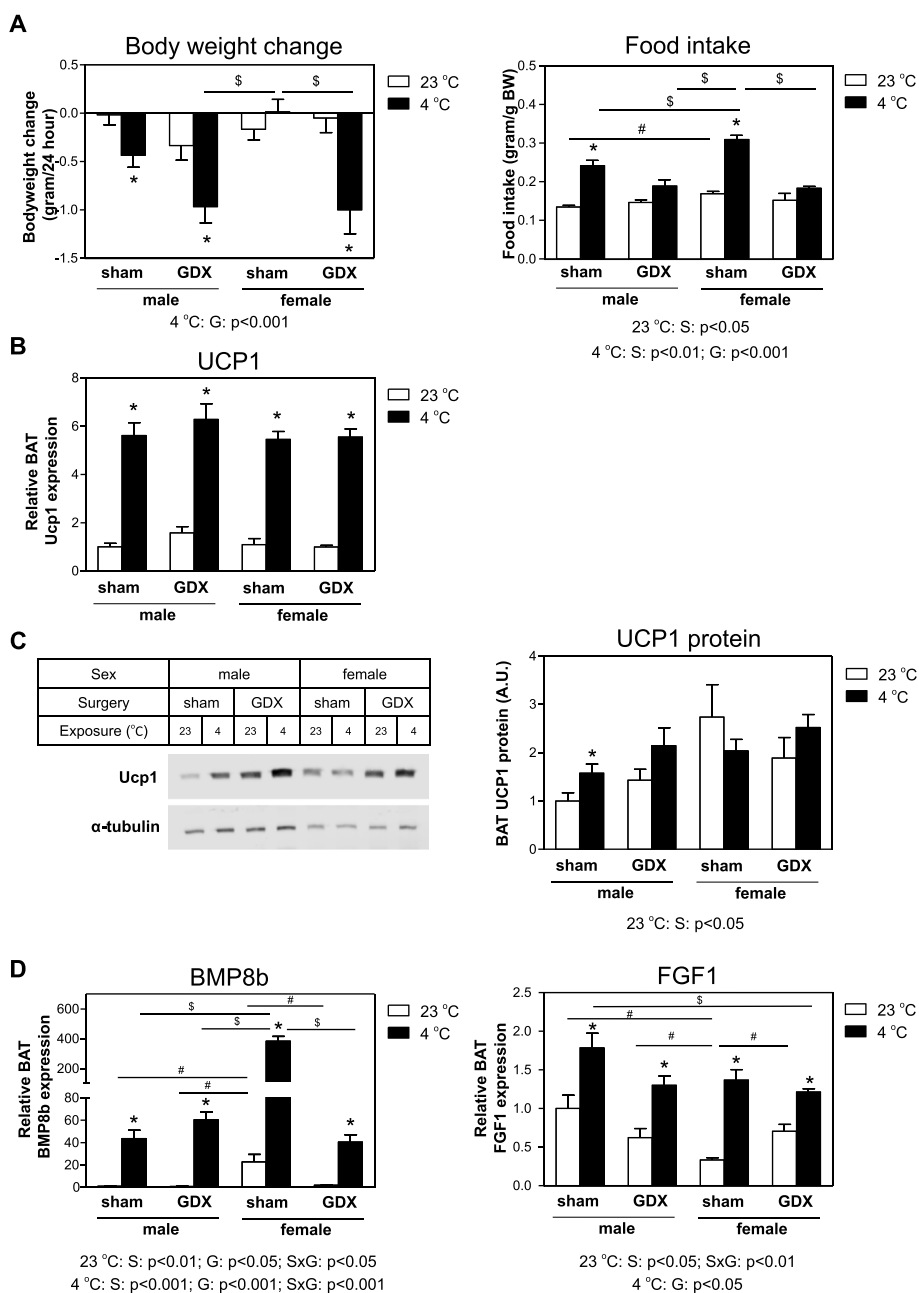 A
Body weight change
Bodyweight change
(gram/24 hour)
0.5
0.0
-0.5
-1.0
-1.5
$ $
* * *
23 °C
4 °C
sham GDX sham GDX
male female
4 °C: G: p<0.001
Food intake
Food intake (gram/g BW)
0.5
0.4
0.3
0.2
0.1
0.0
$ $
$
#
* *
23 °C
4 °C
sham GDX sham GDX
male female
23 °C: S: p<0.05
4 °C: S: p<0.01; G: p<0.001
B
UCP1
Relative BAT
Ucp1 expression
8
6
4
2
0
* * * *
23 °C
4 °C
sham GDX sham GDX
male female
C
Sex male female
Surgery sham GDX sham GDX
Exposure (°C) 23 4 23 4 23 4 23 4
Ucp1
α-tubulin
UCP1 protein
BAT UCP1 protein (A.U.)
4
3
2
1
0
*
23 °C
4 °C
sham GDX sham GDX
male female
23 °C: S: p<0.05
D
BMP8b
Relative BAT
BMP8b expression
600
400
200
80
60
40
20
0
#
$
$ $
#
#
* * * *
23 °C
4 °C
sham GDX sham GDX
male female
23 °C: S: p<0.01; G: p<0.05; SxG: p<0.05
4 °C: S: p<0.001; G: p<0.001; SxG: p<0.001
FGF1
Relative BAT
FGF1 expression
2.5
2.0
1.5
1.0
0.5
0.0
$
#
# #
* * * *
23 °C
4 °C
sham GDX sham GDX
male female
23 °C: S: p<0.05; SxG: p<0.01
4 °C: G: p<0.05